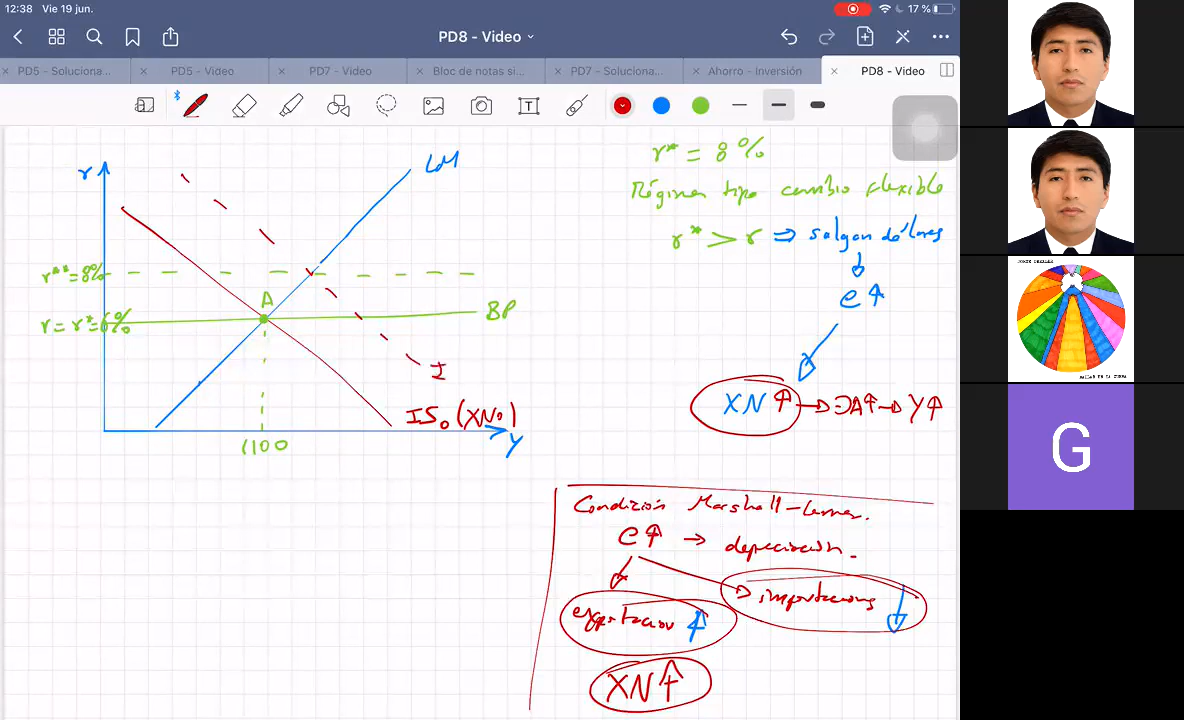 12:38 Vie 19 jun.
17 %
PD8 - Video
PD5 - Soluciona...
PD5 - Video
PD7 - Video
Bloc de notas si...
PD7 - Soluciona...
Ahorro - Inversión
PD8 - Video
r
LM
r** = 8%
A
r = r* = 6%
BP
IS₀ (XN₀)
Y
1100
r* = 8%
Régimen tipo cambio flexible
r* > r ⇒ salgan dólares
e ↑
XN ↑ → DA↑ → Y↑
Condición Marshall-Lerner.
e↑ → depreciación.
importaciones ↓
exportacion ↑
XN ↑
G